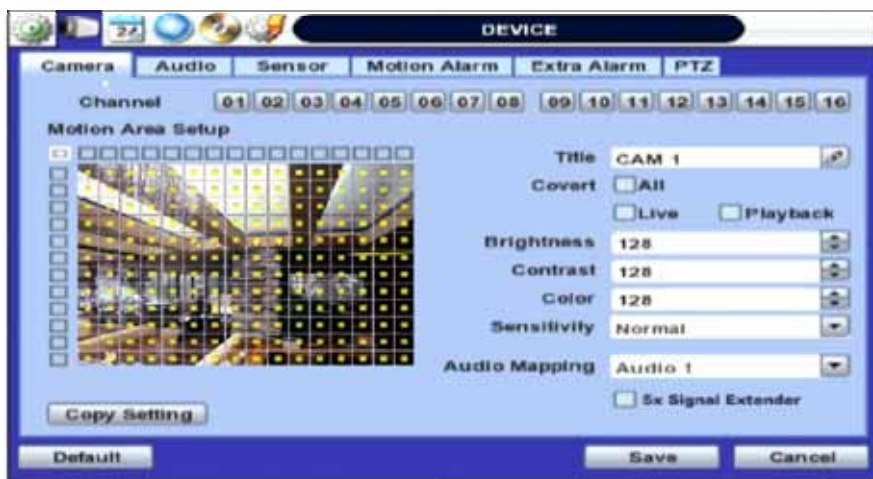 24
DEVICE
Camera Audio Sensor Motion Alarm Extra Alarm PTZ
Channel 01 02 03 04 05 06 07 08 09 10 11 12 13 14 15 16
Motion Area Setup
Title CAM 1
Covert All
Live Playback
Brightness 128
Contrast 128
Color 128
Sensitivity Normal
Audio Mapping Audio 1
5x Signal Extender
Copy Setting
Default Save Cancel